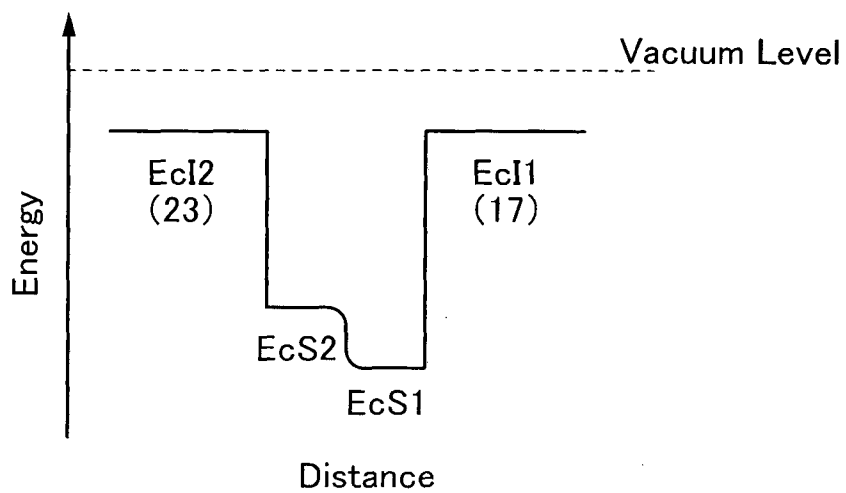 Vacuum Level
EcI2
(23)
EcI1
(17)
Energy
EcS2
EcS1
Distance